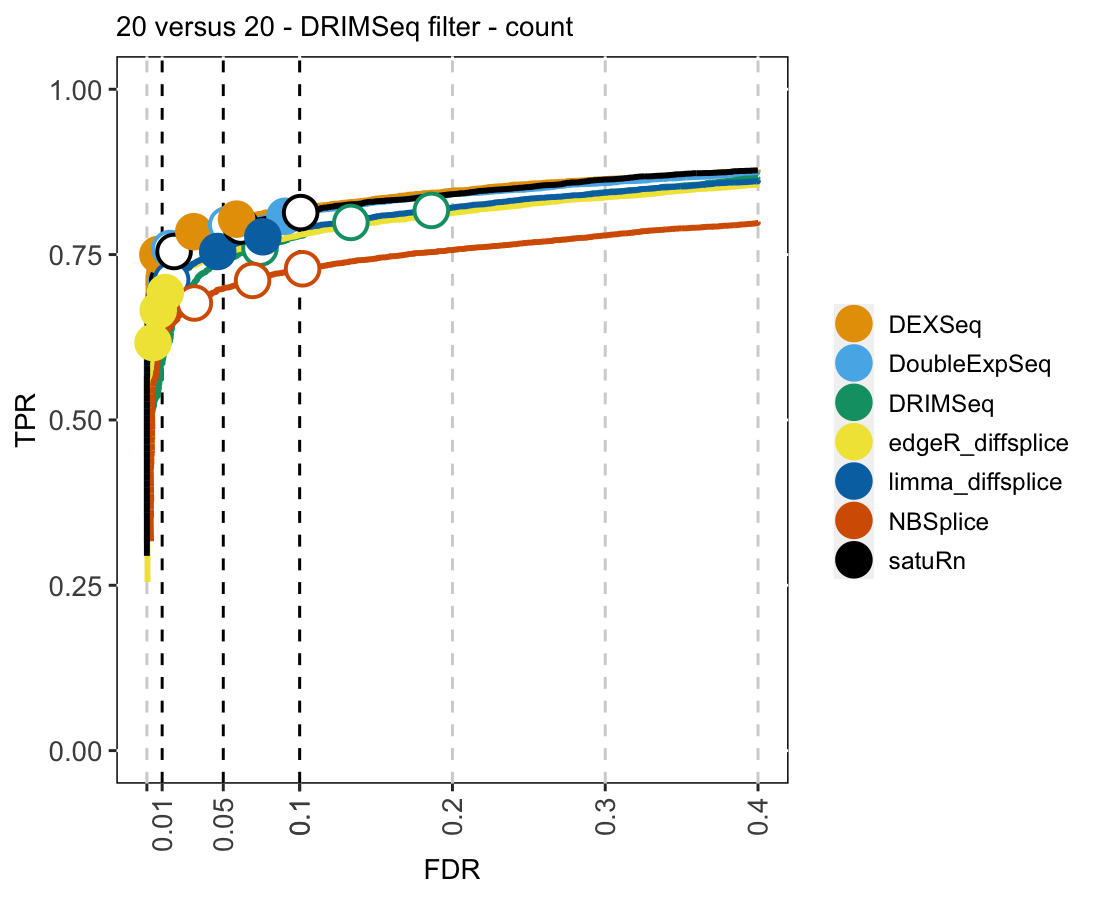 20 versus 20 - DRIMSeq filter - count
1.00
0.75
0.50
0.25
0.00
TPR
0.01
0.05
0.1
0.2
0.3
0.4
FDR
DEXSeq
DoubleExpSeq
DRIMSeq
edgeR_diffsplice
limma_diffsplice
NBSplice
satuRn